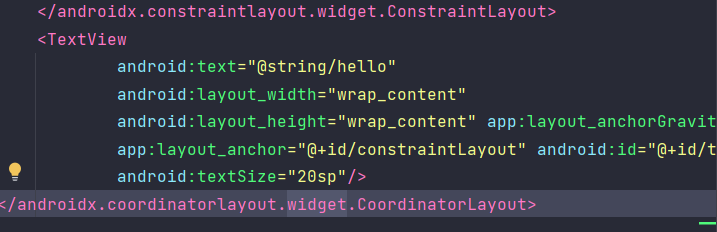 </androidx.constraintlayout.widget.ConstraintLayout>
<TextView
android:text="@string/hello"
android:layout_width="wrap_content"
android:layout_height="wrap_content" app:layout_anchorGravit
app:layout_anchor="@+id/constraintLayout" android:id="@+id/t
android:textSize="20sp"/>
</androidx.coordinatorlayout.widget.CoordinatorLayout>